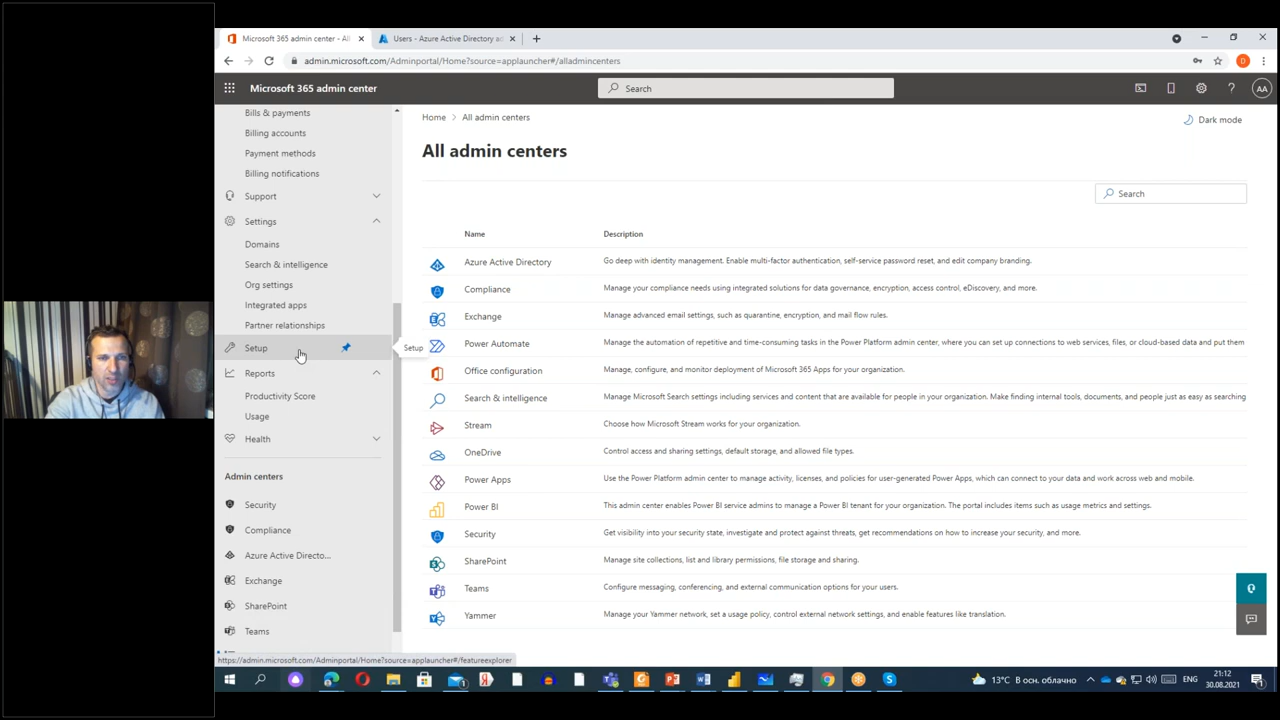 Microsoft 365 admin center - All
Users - Azure Active Directory ad
admin.microsoft.com/Adminportal/Home?source=applauncher#/alladmincenters
D
Microsoft 365 admin center
Search
AA
Bills & payments
Billing accounts
Payment methods
Billing notifications
Support
Settings
Domains
Search & intelligence
Org settings
Integrated apps
Partner relationships
Setup
Setup
Reports
Productivity Score
Usage
Health
Admin centers
Security
Compliance
Azure Active Directo...
Exchange
SharePoint
Teams
Home > All admin centers
Dark mode
All admin centers
Search
Name Description
Azure Active Directory Go deep with identity management. Enable multi-factor authentication, self-service password reset, and edit company branding.
Compliance Manage your compliance needs using integrated solutions for data governance, encryption, access control, eDiscovery, and more.
Exchange Manage advanced email settings, such as quarantine, encryption, and mail flow rules.
Power Automate Manage the automation of repetitive and time-consuming tasks in the Power Platform admin center, where you can set up connections to web services, files, or cloud-based data and put them
Office configuration Manage, configure, and monitor deployment of Microsoft 365 Apps for your organization.
Search & intelligence Manage Microsoft Search settings including services and content that are available for people in your organization. Make finding internal tools, documents, and people just as easy as searching
Stream Choose how Microsoft Stream works for your organization.
OneDrive Control access and sharing settings, default storage, and allowed file types.
Power Apps Use the Power Platform admin center to manage activity, licenses, and policies for user-generated Power Apps, which can connect to your data and work across web and mobile.
Power BI This admin center enables Power BI service admins to manage a Power BI tenant for your organization. The portal includes items such as usage metrics and settings.
Security Get visibility into your security state, investigate and protect against threats, get recommendations on how to increase your security, and more.
SharePoint Manage site collections, list and library permissions, file storage and sharing.
Teams Configure messaging, conferencing, and external communication options for your users.
Yammer Manage your Yammer network, set a usage policy, control external network settings, and enable features like translation.
https://admin.microsoft.com/Adminportal/Home?source=applauncher#/featureexplorer
13°C В осн. облачно
ENG
21:12
30.08.2021